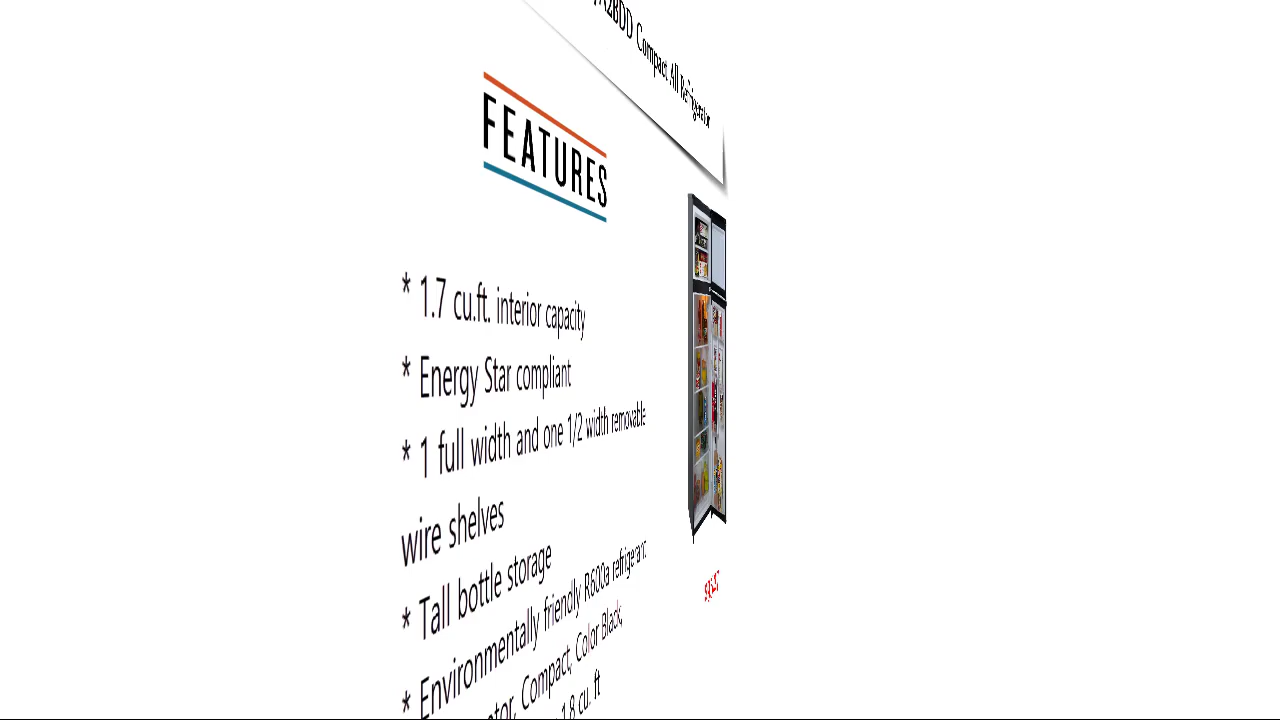 Compact All Refrigerator
FEATURES
* 1.7 cu.ft. interior capacity
* Energy Star compliant
* 1 full width and one 1/2 width removable
wire shelves
* Tall bottle storage
* Environmentally friendly R600a refrigerant
Compact, Color Black,
1.8 cu. ft